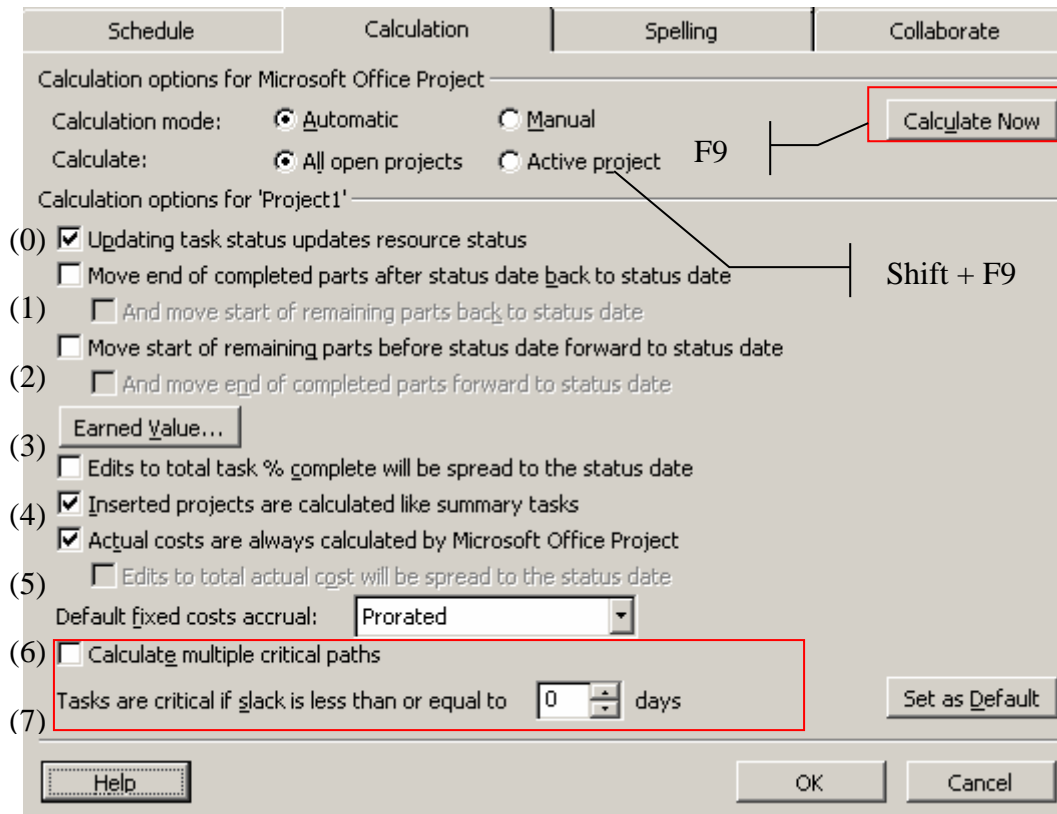 Schedule Calculation Spelling Collaborate
Calculation options for Microsoft Office Project
Calculation mode: Automatic Manual Calculate Now
Calculate: All open projects Active project F9
Calculation options for 'Project1'
(0) Updating task status updates resource status
Move end of completed parts after status date back to status date Shift + F9
(1) And move start of remaining parts back to status date
Move start of remaining parts before status date forward to status date
(2) And move end of completed parts forward to status date
Earned Value...
(3)
Edits to total task % complete will be spread to the status date
(4) Inserted projects are calculated like summary tasks
Actual costs are always calculated by Microsoft Office Project
(5) Edits to total actual cost will be spread to the status date
Default fixed costs accrual: Prorated
(6) Calculate multiple critical paths
Tasks are critical if slack is less than or equal to 0 days Set as Default
(7)
Help OK Cancel